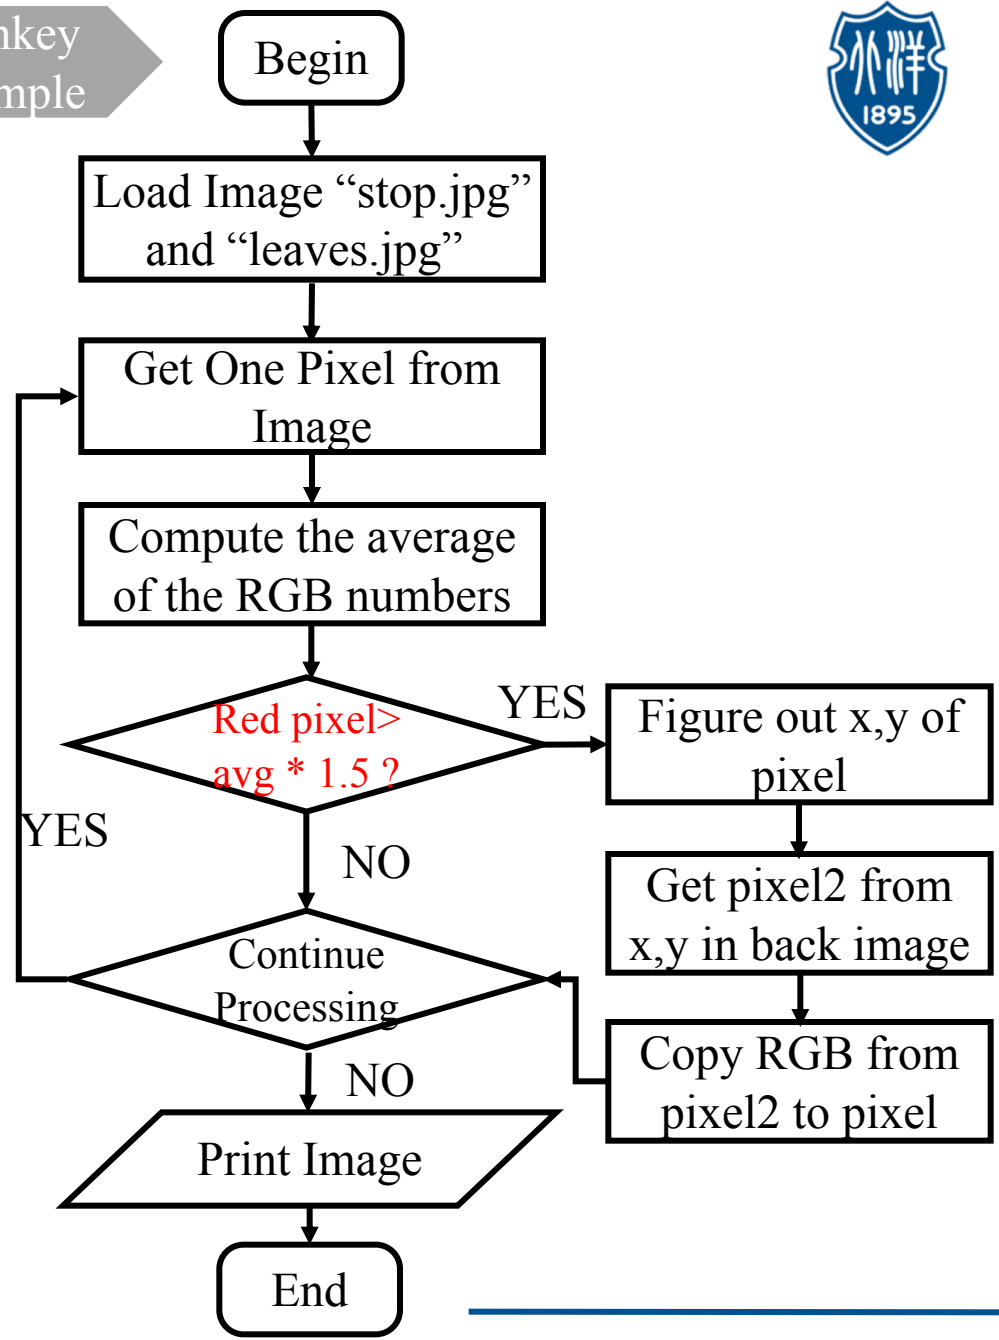 Begin
Load Image “stop.jpg”
and “leaves.jpg”
Get One Pixel from
Image
Compute the average
of the RGB numbers
Red pixel>
avg * 1.5 ?
YES
Figure out x,y of
pixel
YES
NO
Get pixel2 from
x,y in back image
Continue
Processing
Copy RGB from
pixel2 to pixel
NO
Print Image
End
1895